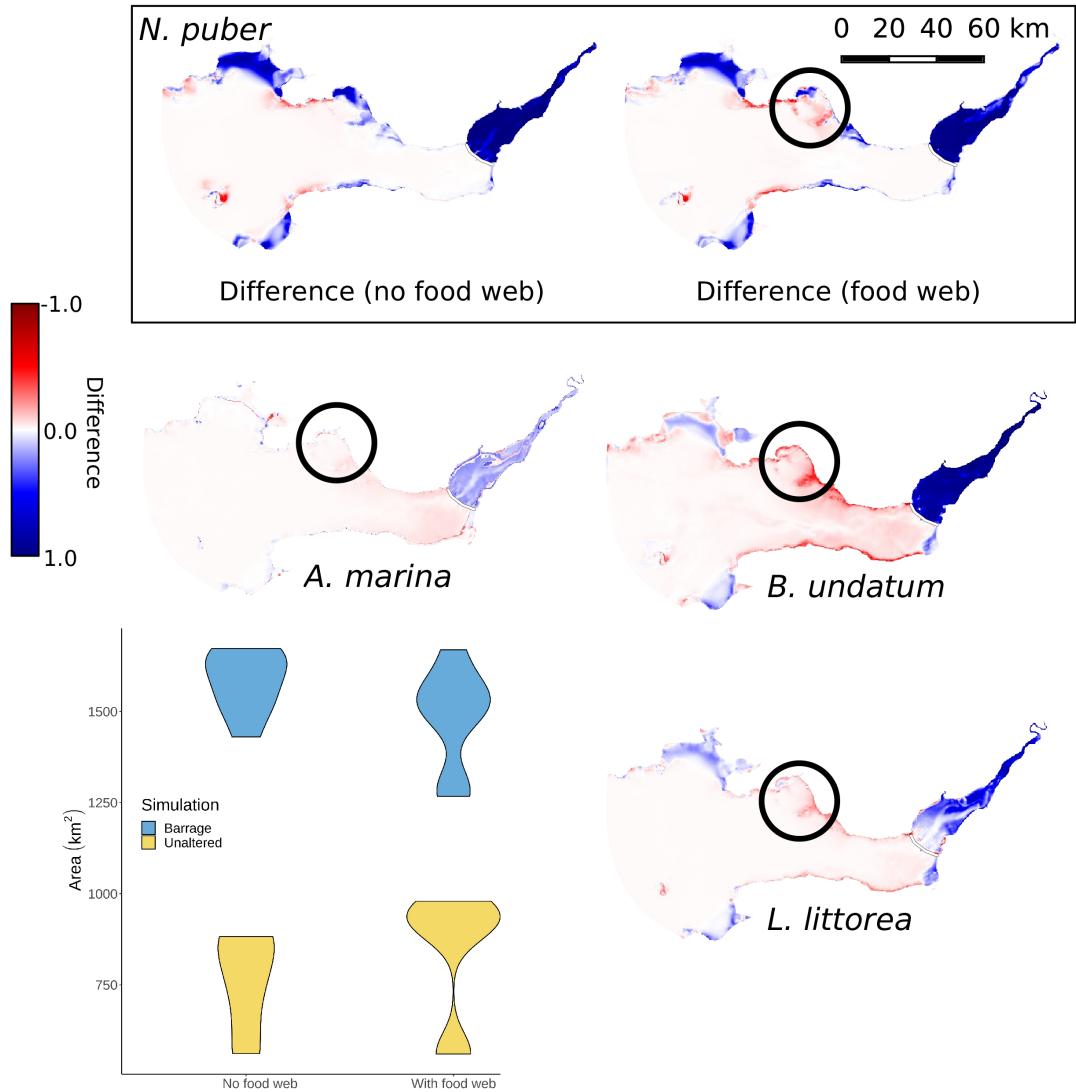 N. puber
0 20 40 60 km
Difference (no food web)
Difference (food web)
-1.0
0.0
1.0
Difference
A. marina
B. undatum
L. littorea
Area (km²)
1500
1250
1000
750
Simulation
Barrage
Unaltered
No food web
With food web